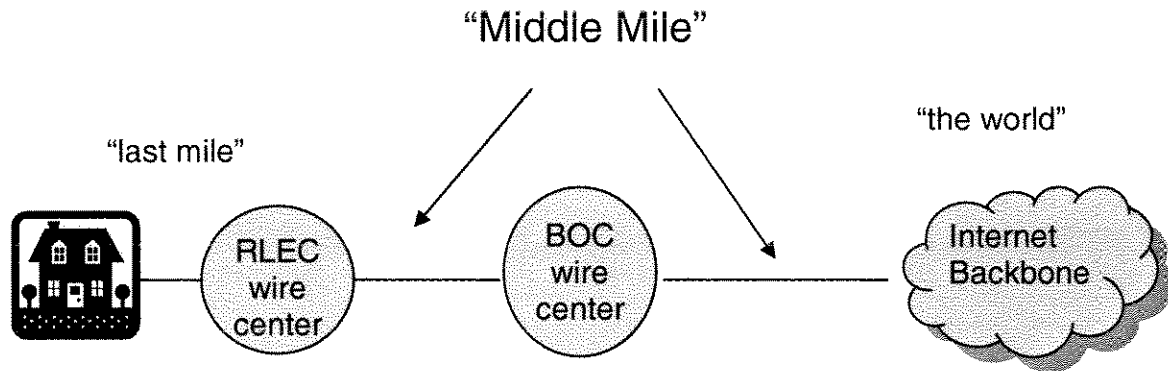 “Middle Mile”
“the world”
“last mile”
RLEC
wire
center
BOC
wire
center
Internet
Backbone